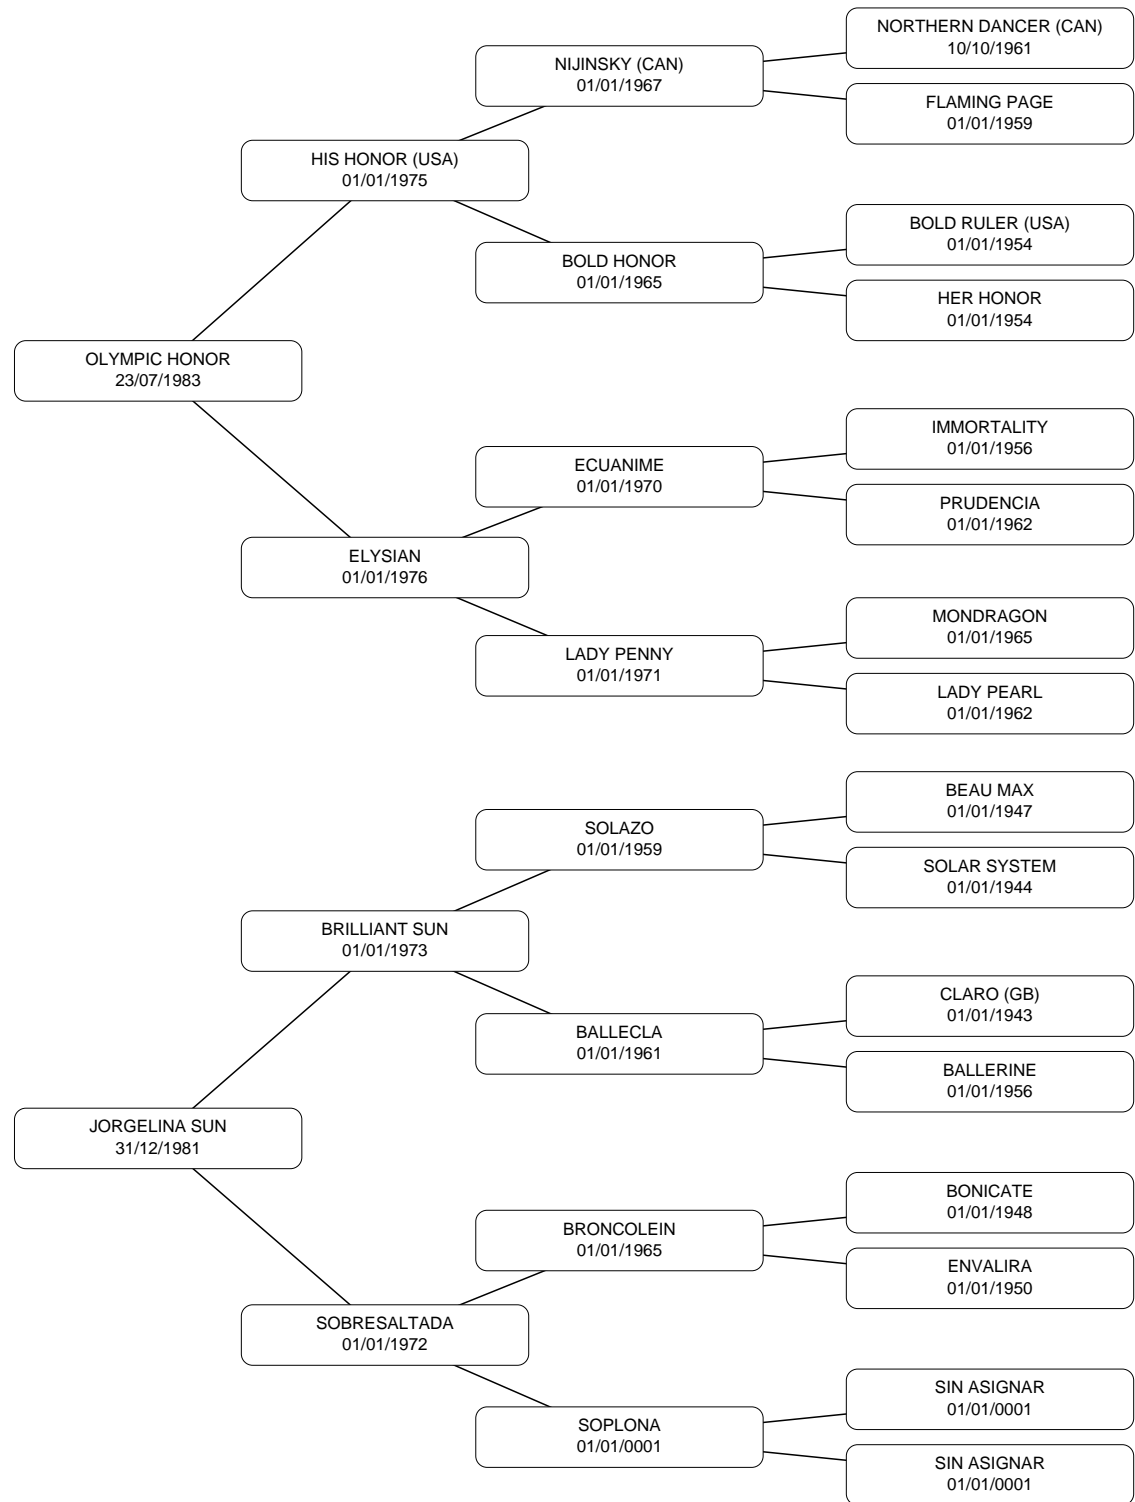 NORTHERN DANCER (CAN)
10/10/1961
NIJINSKY (CAN)
01/01/1967
FLAMING PAGE
01/01/1959
HIS HONOR (USA)
01/01/1975
BOLD RULER (USA)
01/01/1954
BOLD HONOR
01/01/1965
HER HONOR
01/01/1954
OLYMPIC HONOR
23/07/1983
IMMORTALITY
01/01/1956
ECUANIME
01/01/1970
PRUDENCIA
01/01/1962
ELYSIAN
01/01/1976
MONDRAGON
01/01/1965
LADY PENNY
01/01/1971
LADY PEARL
01/01/1962
BEAU MAX
01/01/1947
SOLAZO
01/01/1959
SOLAR SYSTEM
01/01/1944
BRILLIANT SUN
01/01/1973
CLARO (GB)
01/01/1943
BALLECLA
01/01/1961
BALLERINE
01/01/1956
JORGELINA SUN
31/12/1981
BONICATE
01/01/1948
BRONCOLEIN
01/01/1965
ENVALIRA
01/01/1950
SOBRESALTADA
01/01/1972
SIN ASIGNAR
01/01/0001
SOPLONA
01/01/0001
SIN ASIGNAR
01/01/0001